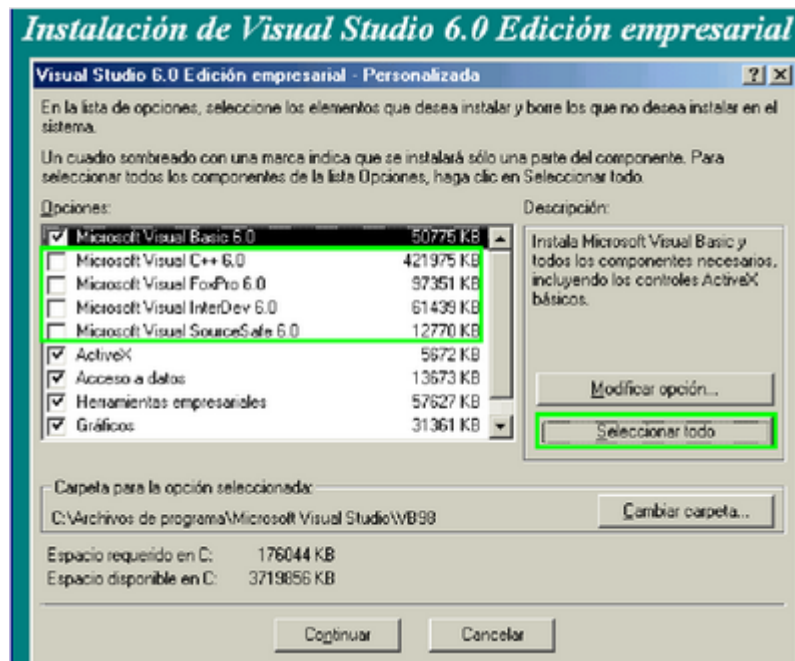 Instalación de Visual Studio 6.0 Edición empresarial
Visual Studio 6.0 Edición empresarial - Personalizada
En la lista de opciones, seleccione los elementos que desea instalar y borre los que no desea instalar en el
sistema.
Un cuadro sombreado con una marca indica que se instalará sólo una parte del componente. Para
seleccionar todos los componentes de la lista Opciones, haga clic en Seleccionar todo.
Opciones:
Descripción:
Microsoft Visual Basic 6.0 50775 KB
Microsoft Visual C++ 6.0 421975 KB
Microsoft Visual FoxPro 6.0 97351 KB
Microsoft Visual InterDev 6.0 61439 KB
Microsoft Visual SourceSafe 6.0 12770 KB
ActiveX 5672 KB
Acceso a datos 13673 KB
Herramientas empresariales 57627 KB
Gráficos 31361 KB
Instala Microsoft Visual Basic y
todos los componentes necesarios,
incluyendo los controles ActiveX
básicos.
Modificar opción...
Seleccionar todo
Carpeta para la opción seleccionada:
C:\Archivos de programa\Microsoft Visual Studio\VB98
Cambiar carpeta...
Espacio requerido en C: 176044 KB
Espacio disponible en C: 3719856 KB
Continuar
Cancelar